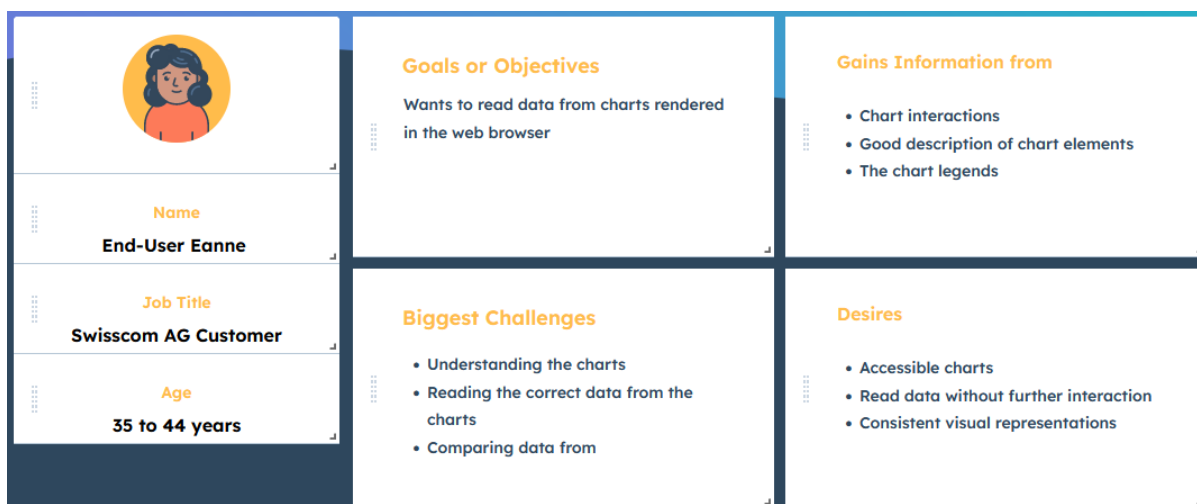 Name
End-User Eanne
Job Title
Swisscom AG Customer
Age
35 to 44 years
Goals or Objectives
Wants to read data from charts rendered
in the web browser
Gains Information from
• Chart interactions
• Good description of chart elements
• The chart legends
Biggest Challenges
• Understanding the charts
• Reading the correct data from the
charts
• Comparing data from
Desires
• Accessible charts
• Read data without further interaction
• Consistent visual representations